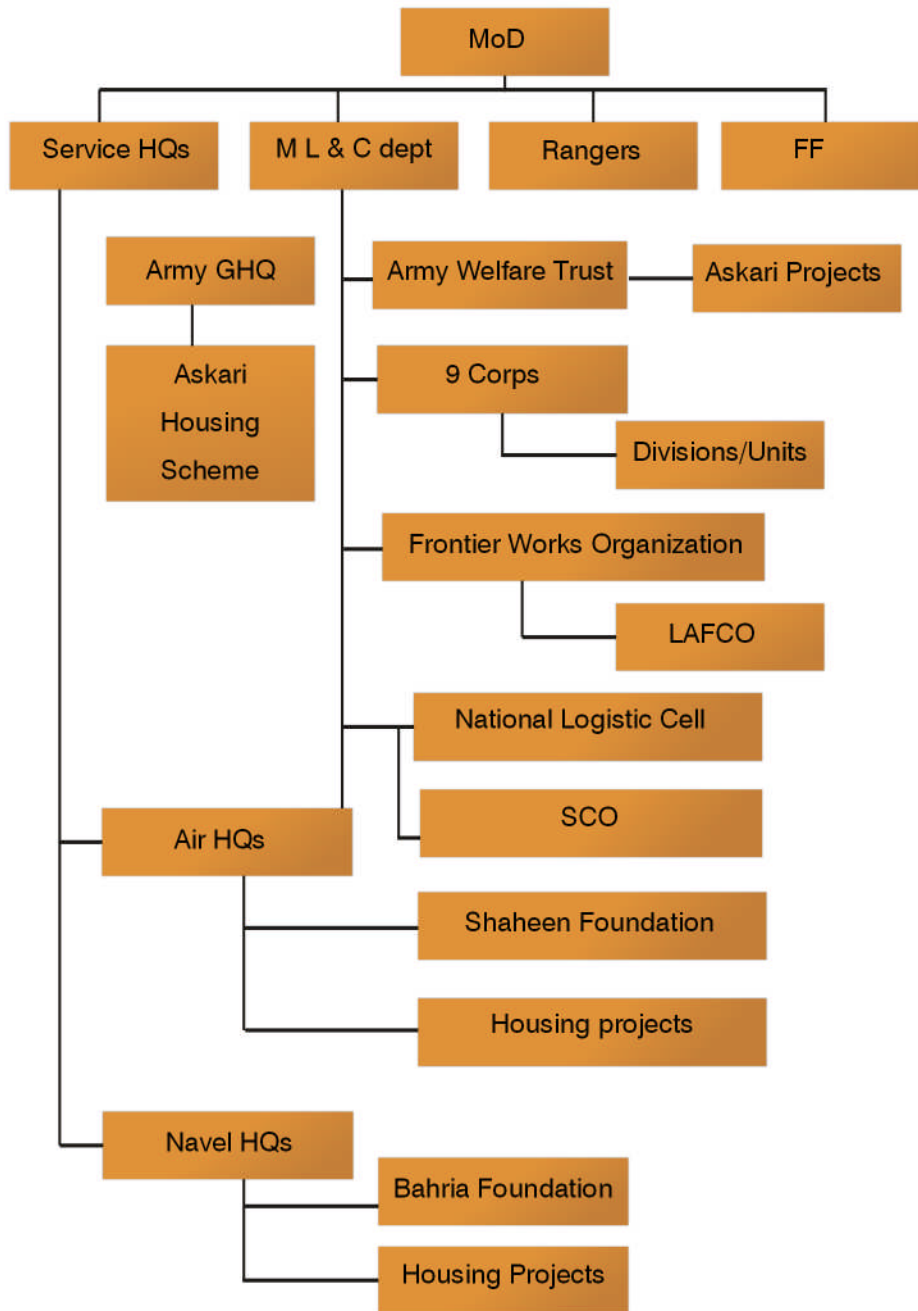 MoD
Service HQs
M L & C dept
Rangers
FF
Army GHQ
Army Welfare Trust
Askari Projects
Askari
Housing
Scheme
9 Corps
Divisions/Units
Frontier Works Organization
LAFCO
National Logistic Cell
SCO
Air HQs
Shaheen Foundation
Housing projects
Navel HQs
Bahria Foundation
Housing Projects